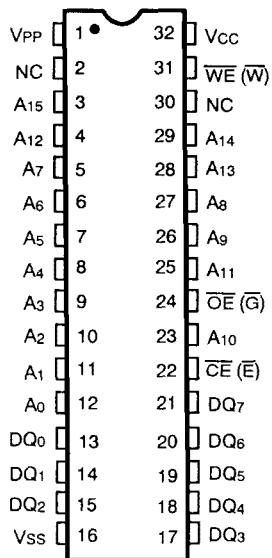 VPP 1 32 VCC
NC 2 31 W̅E̅ (W̅)
A15 3 30 NC
A12 4 29 A14
A7 5 28 A13
A6 6 27 A8
A5 7 26 A9
A4 8 25 A11
A3 9 24 O̅E̅ (G̅)
A2 10 23 A10
A1 11 22 C̅E̅ (E̅)
A0 12 21 DQ7
DQ0 13 20 DQ6
DQ1 14 19 DQ5
DQ2 15 18 DQ4
VSS 16 17 DQ3